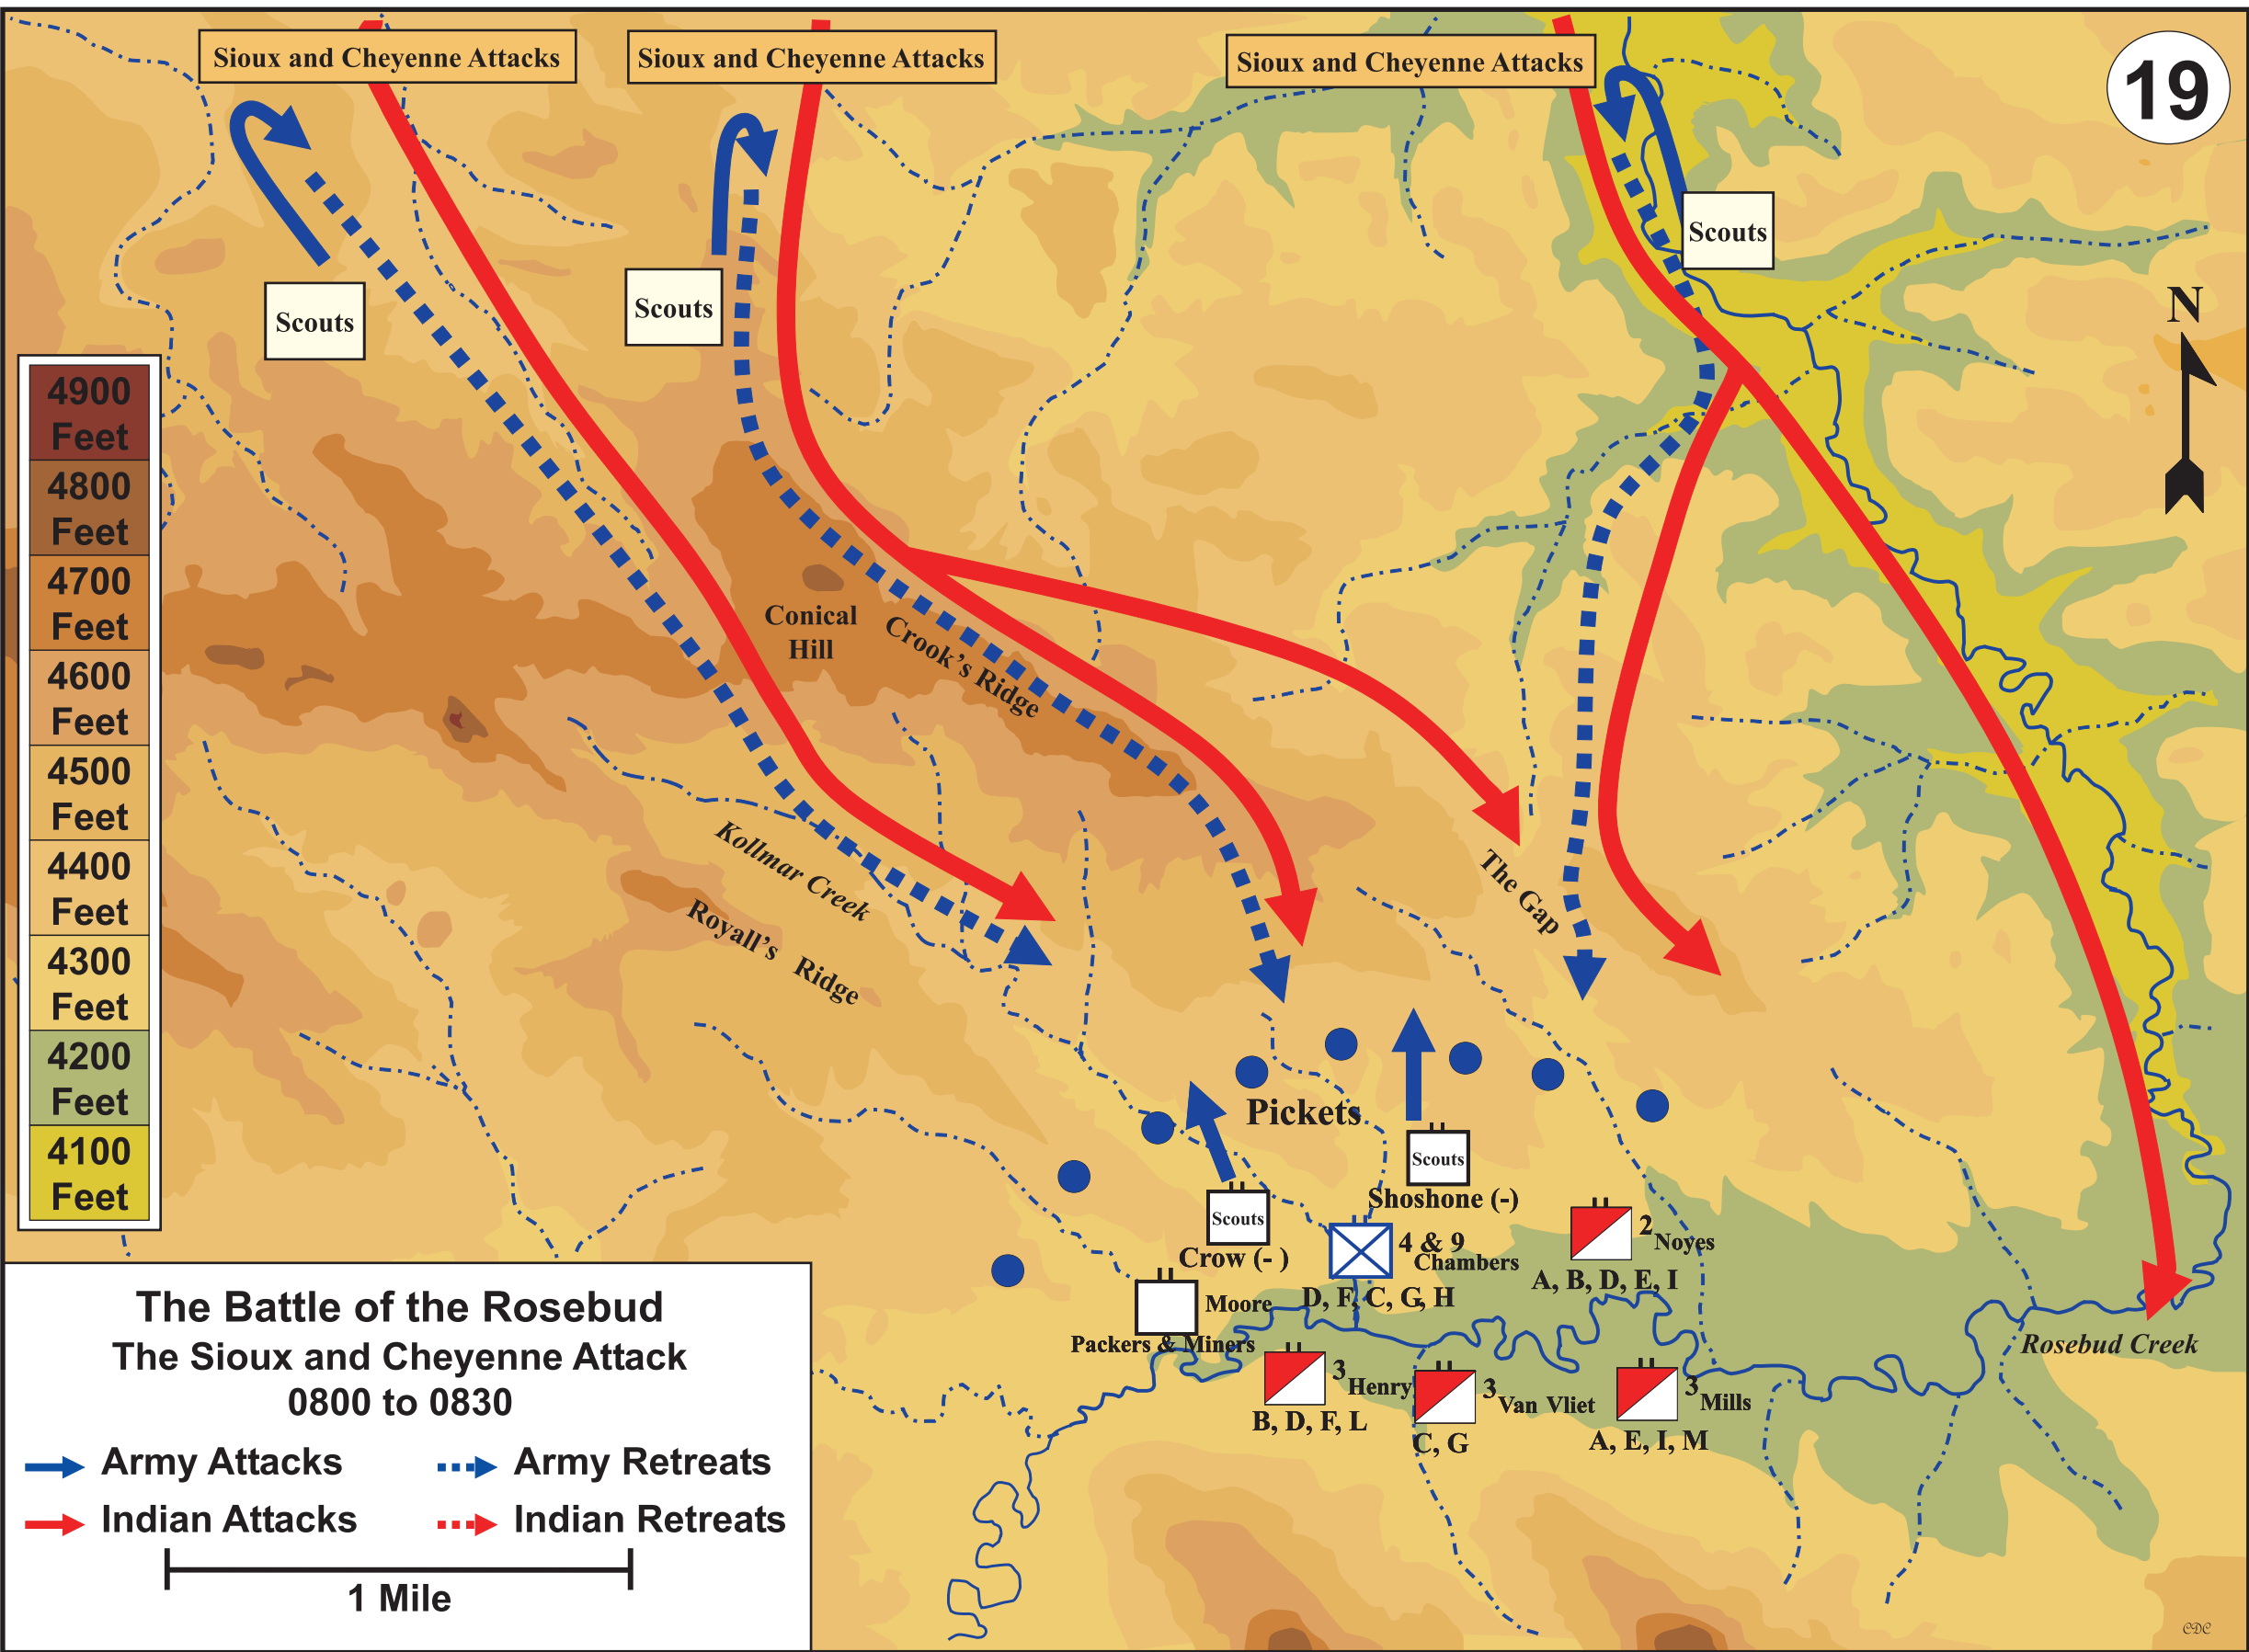 Sioux and Cheyenne Attacks
Sioux and Cheyenne Attacks
Sioux and Cheyenne Attacks
19
Scouts
Scouts
Scouts
N
4900
Feet
4800
Feet
4700
Feet
4600
Feet
4500
Feet
4400
Feet
4300
Feet
4200
Feet
4100
Feet
Conical
Hill
Crook's Ridge
Kollmar Creek
Royall's Ridge
The Gap
Pickets
Scouts
Shoshone (-)
Scouts
Crow (- )
4 & 9
Chambers
D, F, C, G, H
2
Noyes
A, B, D, E, I
Moore
Packers & Miners
3
Henry
B, D, F, L
3
Van Vliet
C, G
3
Mills
A, E, I, M
Rosebud Creek
The Battle of the Rosebud
The Sioux and Cheyenne Attack
0800 to 0830
Army Attacks
Army Retreats
Indian Attacks
Indian Retreats
1 Mile
CDC